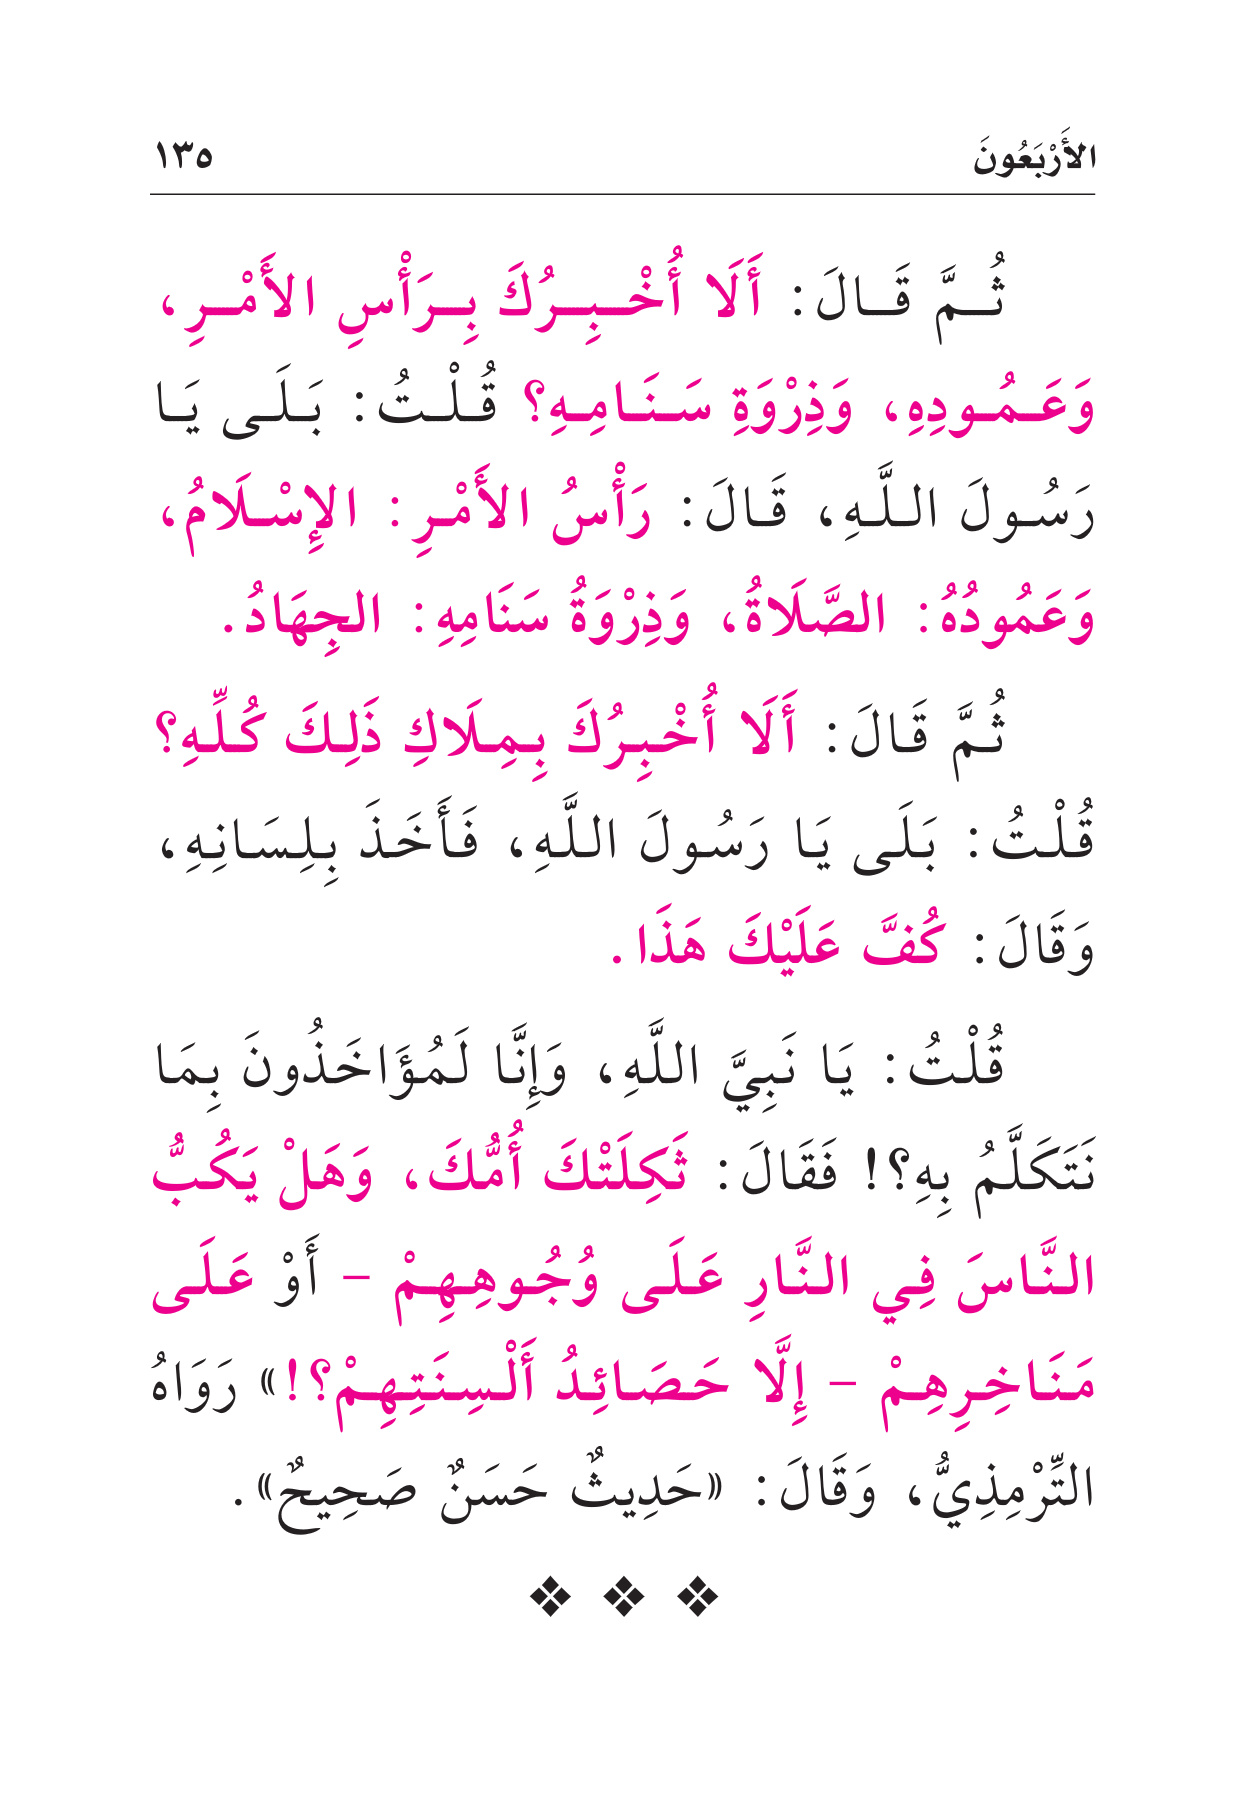 الأَرْبَعُونَ ١٣٥
ثُمَّ قَالَ: أَلَا أُخْبِرُكَ بِرَأْسِ الأَمْرِ،
وَعَمُودِهِ، وَذِرْوَةِ سَنَامِهِ؟ قُلْتُ: بَلَى يَا
رَسُولَ اللَّهِ، قَالَ: رَأْسُ الأَمْرِ: الإِسْلَامُ،
وَعَمُودُهُ: الصَّلَاةُ، وَذِرْوَةُ سَنَامِهِ: الجِهَادُ.
ثُمَّ قَالَ: أَلَا أُخْبِرُكَ بِمِلَاكِ ذَلِكَ كُلِّهِ؟
قُلْتُ: بَلَى يَا رَسُولَ اللَّهِ، فَأَخَذَ بِلِسَانِهِ،
وَقَالَ: كُفَّ عَلَيْكَ هَذَا.
قُلْتُ: يَا نَبِيَّ اللَّهِ، وَإِنَّا لَمُؤَاخَذُونَ بِمَا
نَتَكَلَّمُ بِهِ؟! فَقَالَ: ثَكِلَتْكَ أُمُّكَ، وَهَلْ يَكُبُّ
النَّاسَ فِي النَّارِ عَلَى وُجُوهِهِمْ - أَوْ عَلَى
مَنَاخِرِهِمْ - إِلَّا حَصَائِدُ أَلْسِنَتِهِمْ؟!» رَوَاهُ
التِّرْمِذِيُّ، وَقَالَ: «حَدِيثٌ حَسَنٌ صَحِيحٌ».